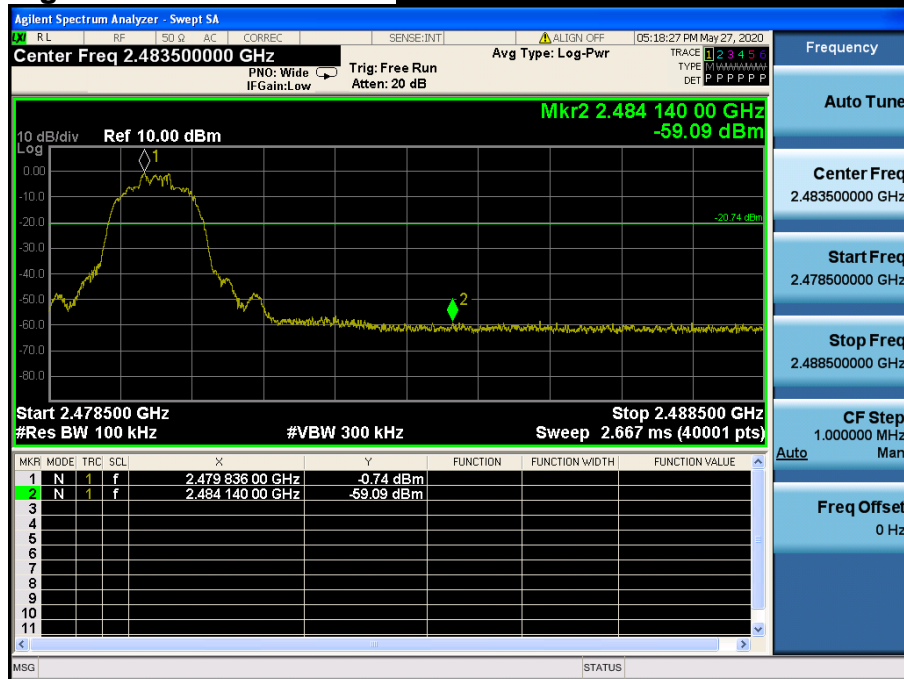 Agilent Spectrum Analyzer - Swept SA
LXI RL RF 50 Ω AC CORREC SENSE:INT ALIGN OFF 05:18:27 PM May 27, 2020
Center Freq 2.483500000 GHz
PNO: Wide
IFGain:Low
Trig: Free Run
Atten: 20 dB
Avg Type: Log-Pwr
TRACE 1 2 3 4 5 6
TYPE M W W W W W
DET P P P P P P
Mkr2 2.484 140 00 GHz
-59.09 dBm
10 dB/div Ref 10.00 dBm
Log
1
0.00
-10.0
-20.0
-20.74 dBm
-30.0
-40.0
-50.0
2
-60.0
-70.0
-80.0
Start 2.478500 GHz Stop 2.488500 GHz
#Res BW 100 kHz #VBW 300 kHz Sweep 2.667 ms (40001 pts)
MKR MODE TRC SCL X Y FUNCTION FUNCTION WIDTH FUNCTION VALUE
1 N 1 f 2.479 836 00 GHz -0.74 dBm
2 N 1 f 2.484 140 00 GHz -59.09 dBm
3
4
5
6
7
8
9
10
11
MSG STATUS
Frequency
Auto Tune
Center Freq
2.483500000 GHz
Start Freq
2.478500000 GHz
Stop Freq
2.488500000 GHz
CF Step
1.000000 MHz
Auto Man
Freq Offset
0 Hz